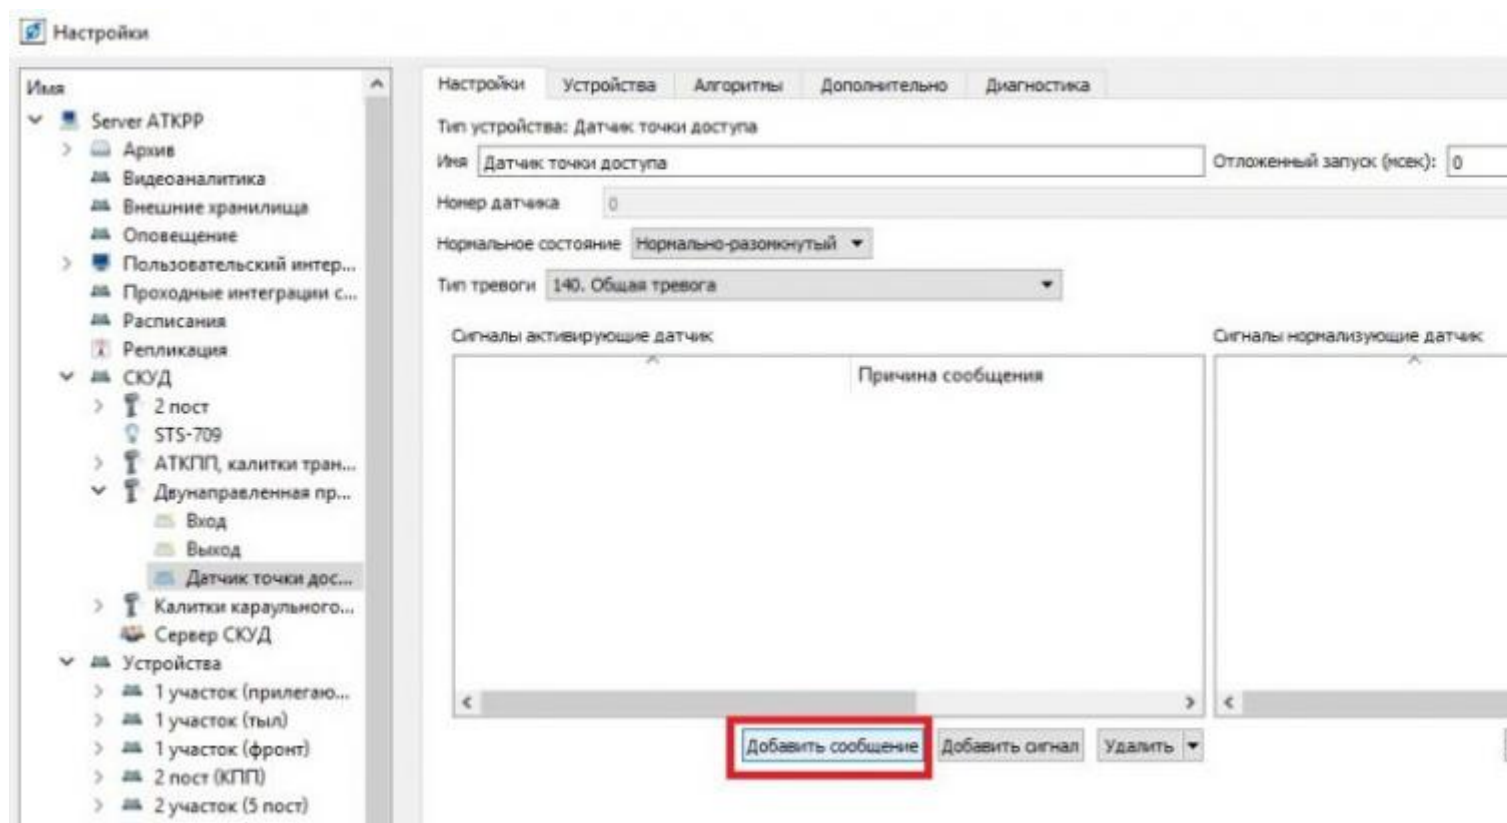 Настройки
Имя
Server АТКРР
Архив
Видеоаналитика
Внешние хранилища
Оповещение
Пользовательский интер...
Проходные интеграции с...
Расписания
Репликация
СКУД
2 пост
STS-709
АТКПП, калитки тран...
Двунаправленная пр...
Вход
Выход
Датчик точки дос...
Калитки караульного...
Сервер СКУД
Устройства
1 участок (прилегаю...
1 участок (тыл)
1 участок (фронт)
2 пост (КПП)
2 участок (5 пост)
Настройки Устройства Алгоритмы Дополнительно Диагностика
Тип устройства: Датчик точки доступа
Имя Датчик точки доступа Отложенный запуск (мсек): 0
Номер датчика 0
Нормальное состояние Нормально-разомкнутый
Тип тревоги 140. Общая тревога
Сигналы активирующие датчик Сигналы нормализующие датчик
Причина сообщения
Добавить сообщение Добавить сигнал Удалить